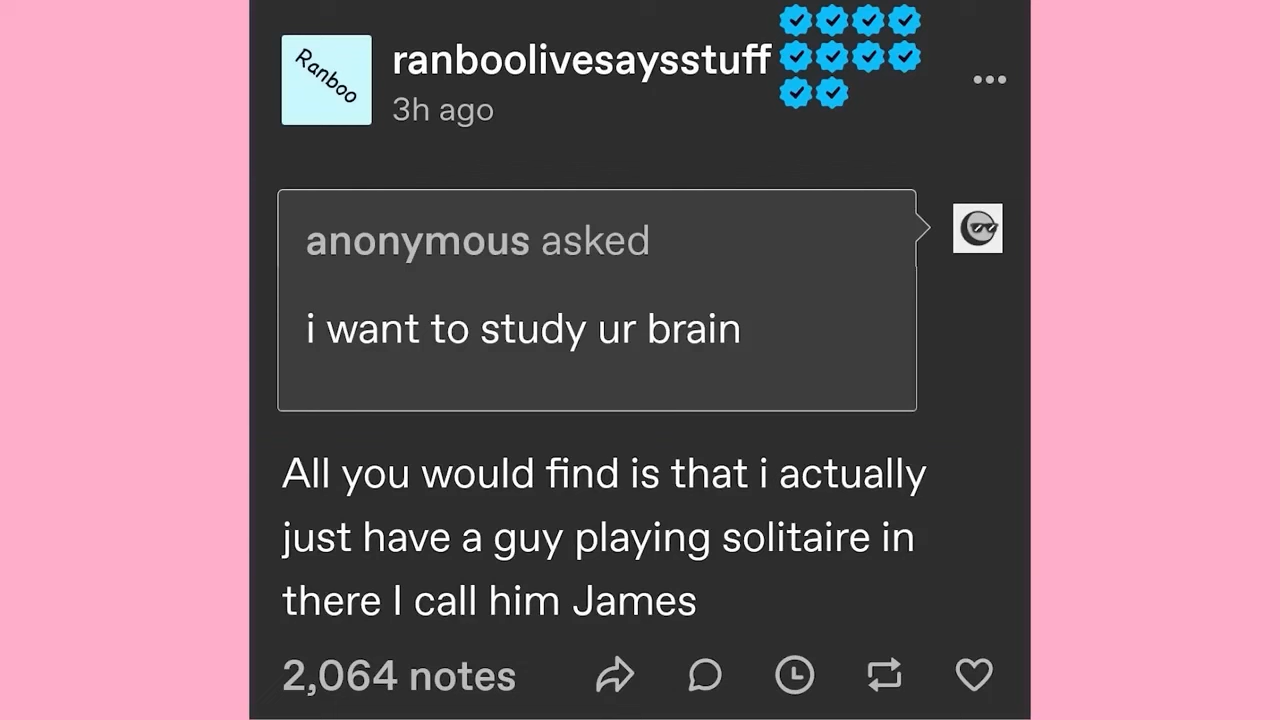 Ranboo
ranboolivesaysstuff
3h ago
anonymous asked
i want to study ur brain
All you would find is that i actually
just have a guy playing solitaire in
there I call him James
2,064 notes